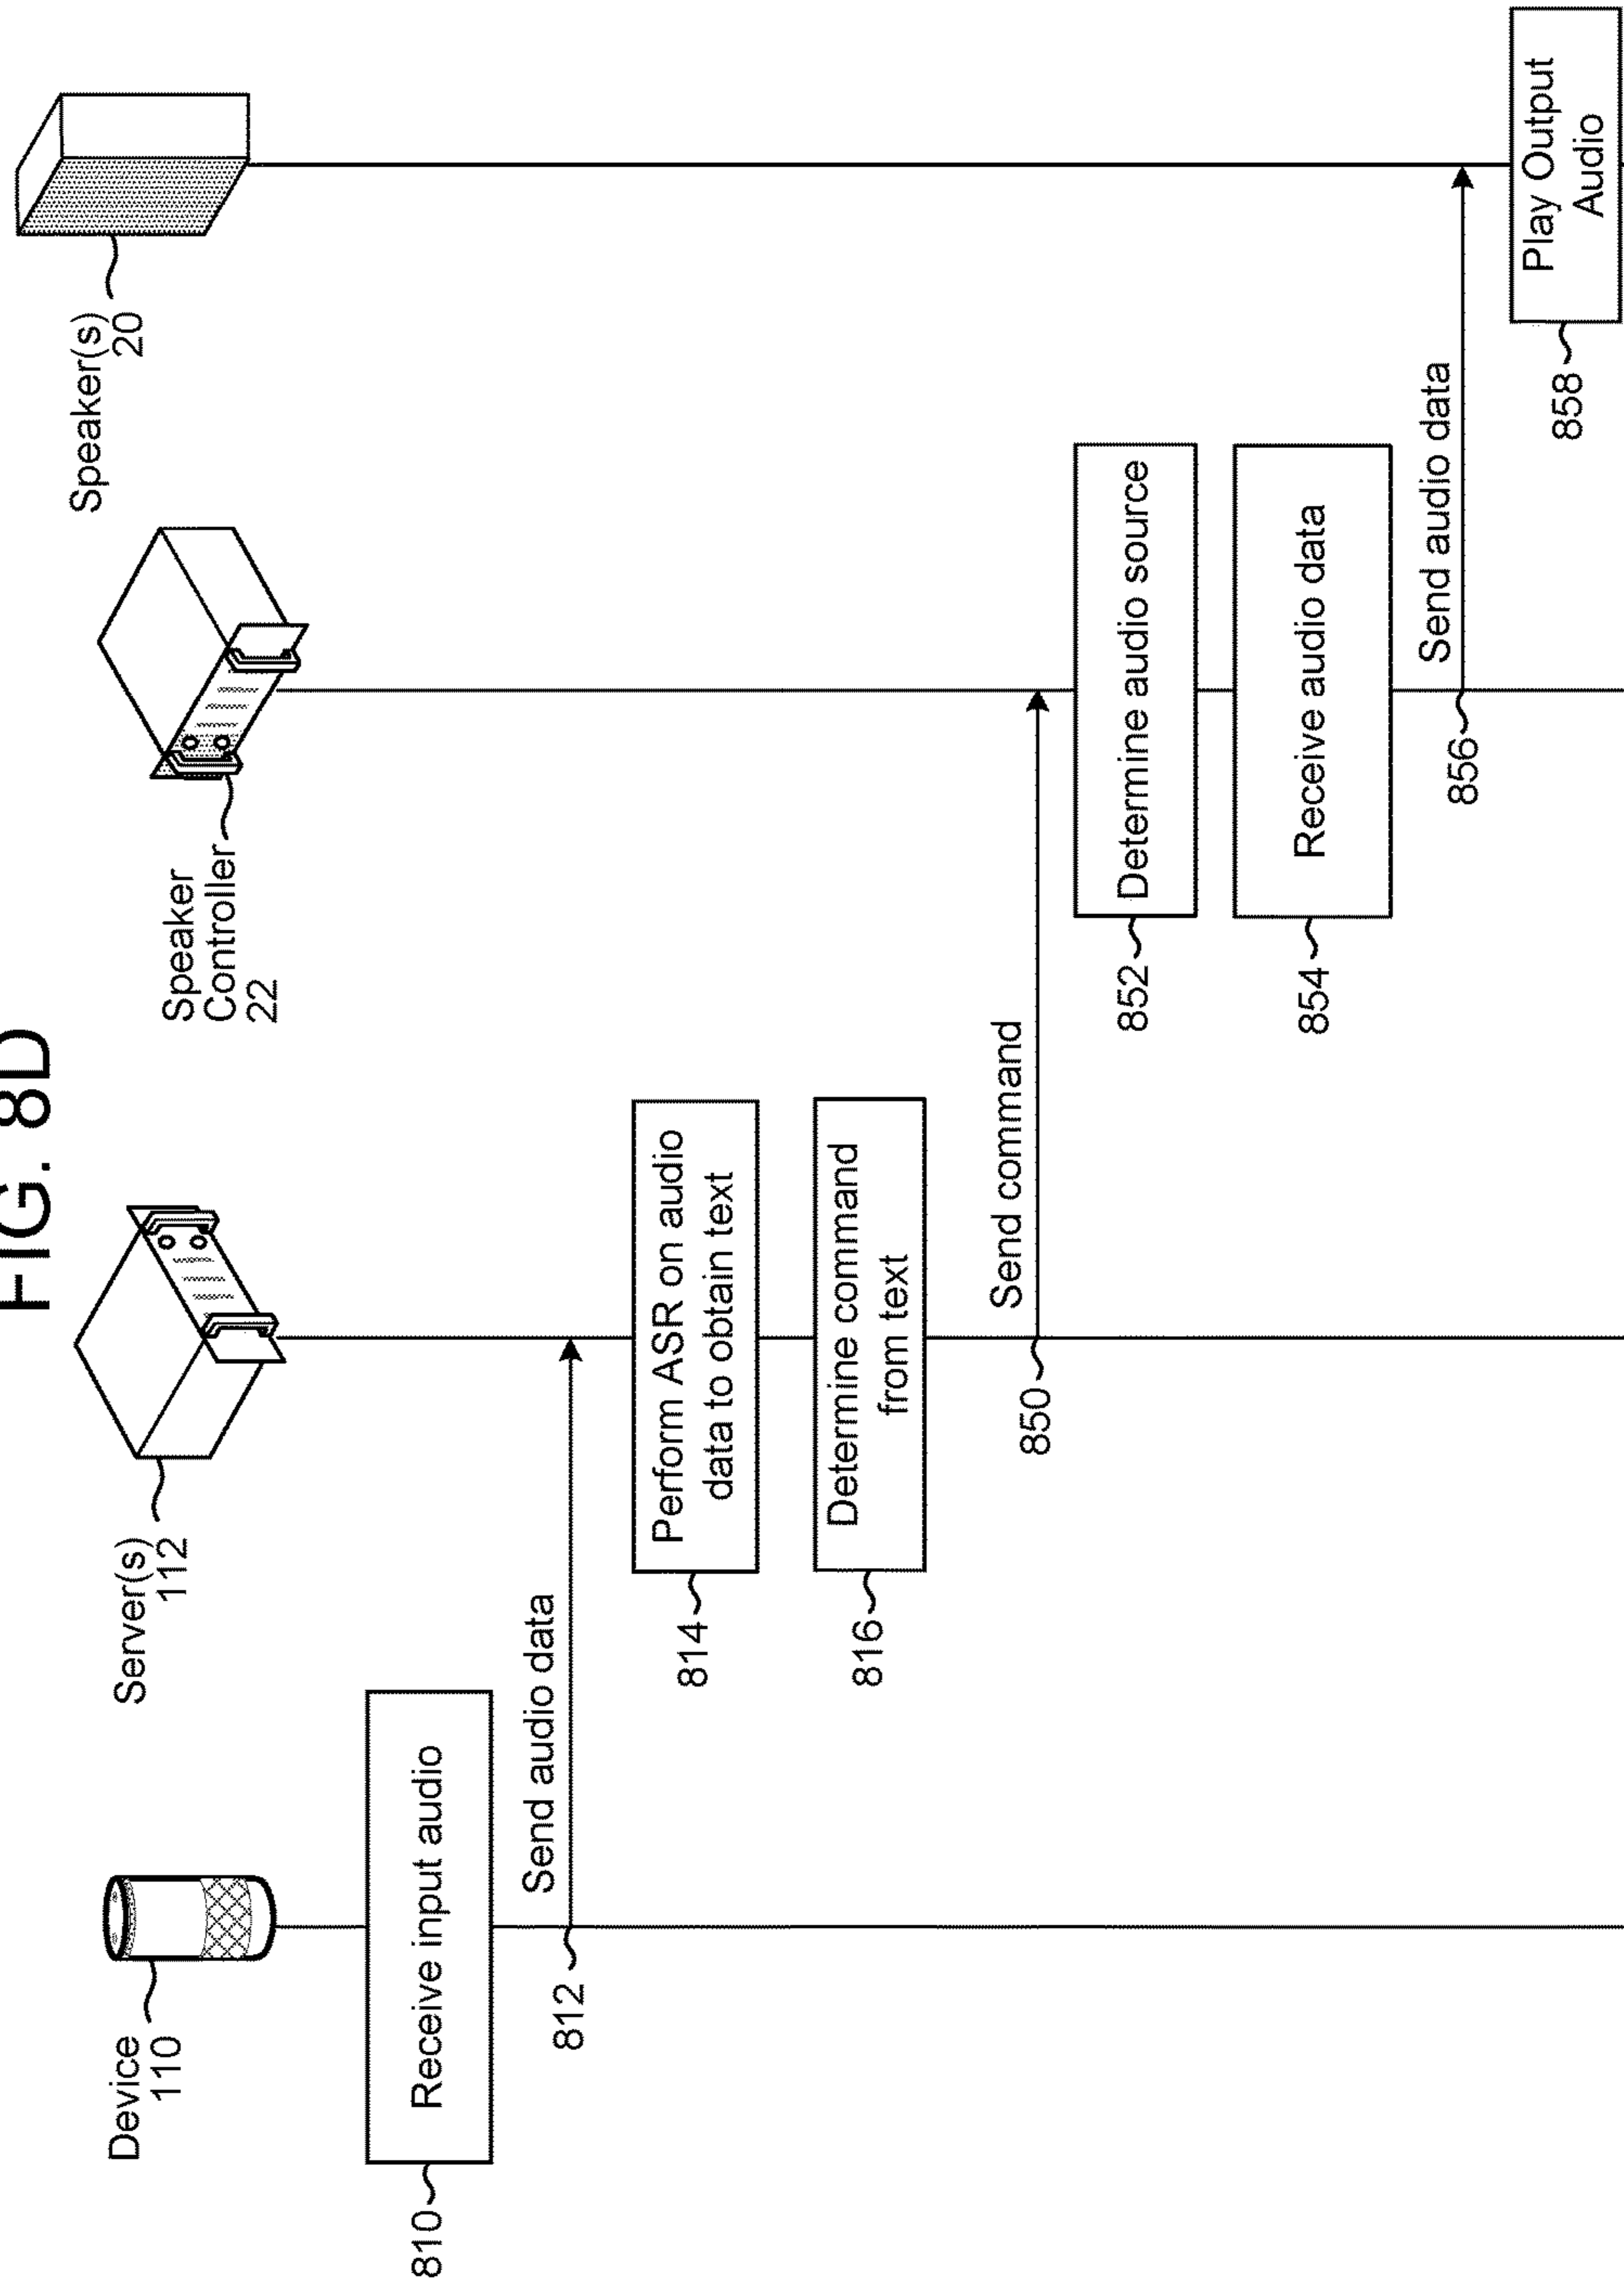 FIG. 8D
Device
110
Server(s)
112
Speaker
Controller
22
Speaker(s)
20
810
Receive input audio
Send audio data
812
814
Perform ASR on audio
data to obtain text
816
Determine command
from text
Send command
850
852
Determine audio source
854
Receive audio data
Send audio data
856
858
Play Output
Audio